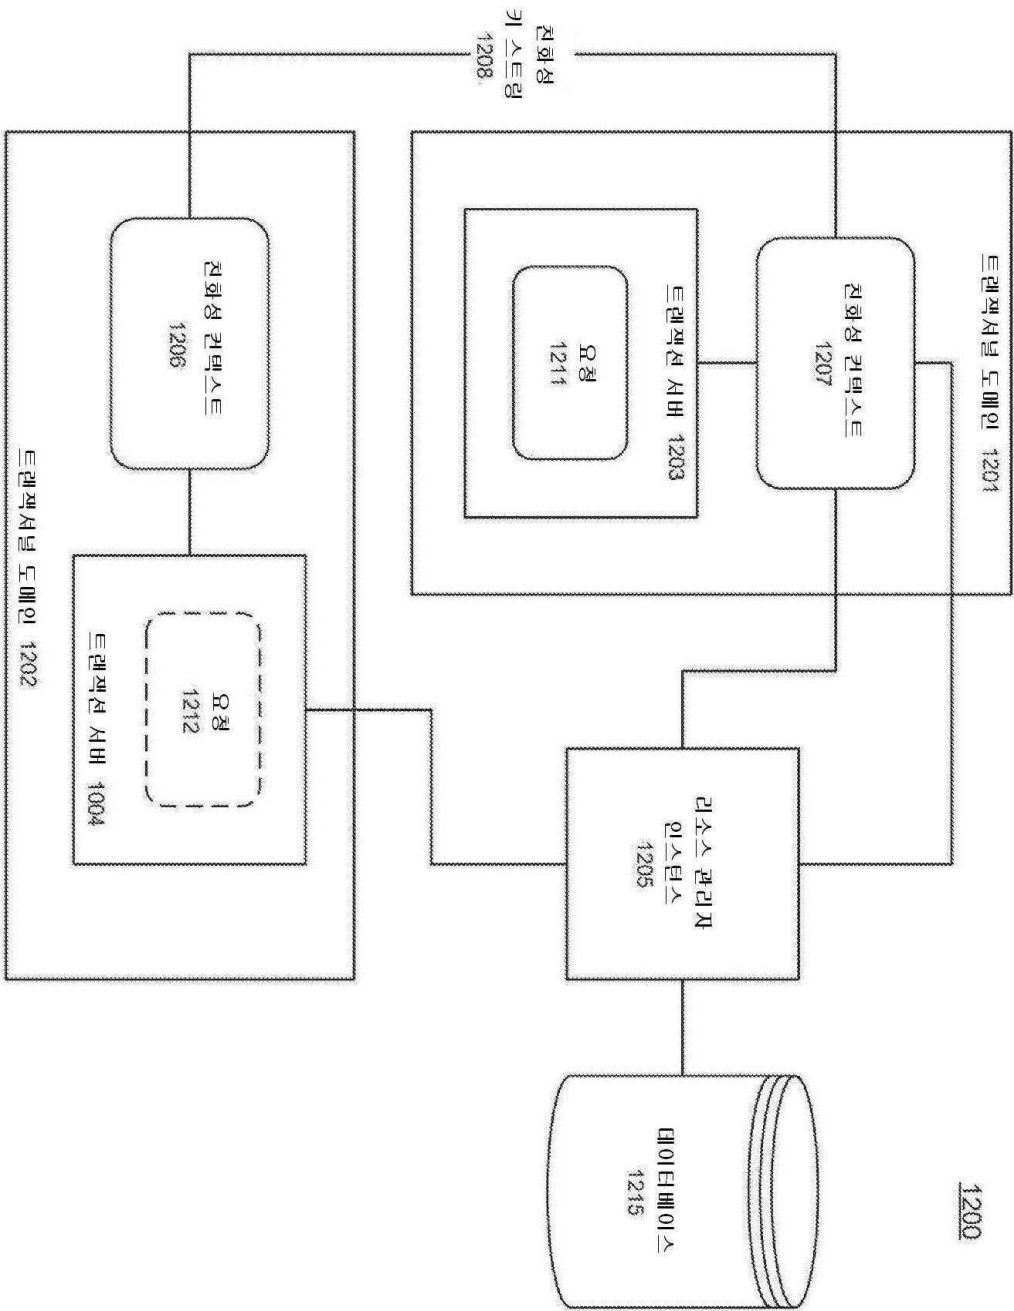 1200
트랜잭셔널 도메인 1201
친화성 컨텍스트
1207
트랜잭션 서버 1203
요청
1211
친화성
키 스트링
1208
리소스 관리자
인스턴스
1205
데이터베이스
1215
친화성 컨텍스트
1206
요청
1212
트랜잭션 서버 1004
트랜잭셔널 도메인 1202